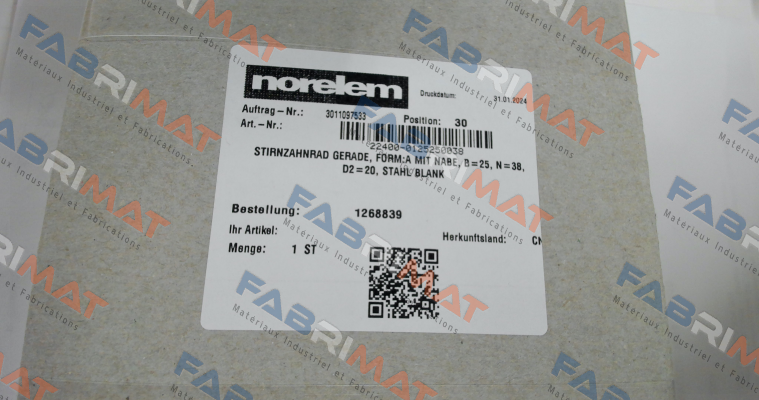 norelem
Druckdatum: 31.01.2024
Auftrag-Nr.: 3011097533 Position: 30
Art.-Nr.:
22400-0125250038
STIRNZAHNRAD GERADE, FORM:A MIT NABE, B=25, N=38,
D2=20, STAHL BLANK
Bestellung: 1268839
Ihr Artikel: Herkunftsland: CN
Menge: 1 ST
FABRIMAT
Matériaux Industriel et Fabrications